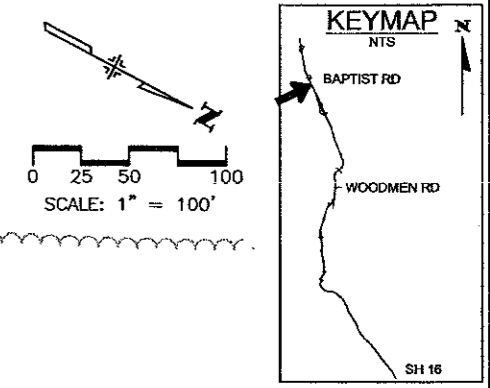 N
0 25 50 100
SCALE: 1" = 100'
KEYMAP
NTS
N
BAPTIST RD
WOODMEN RD
SH 16